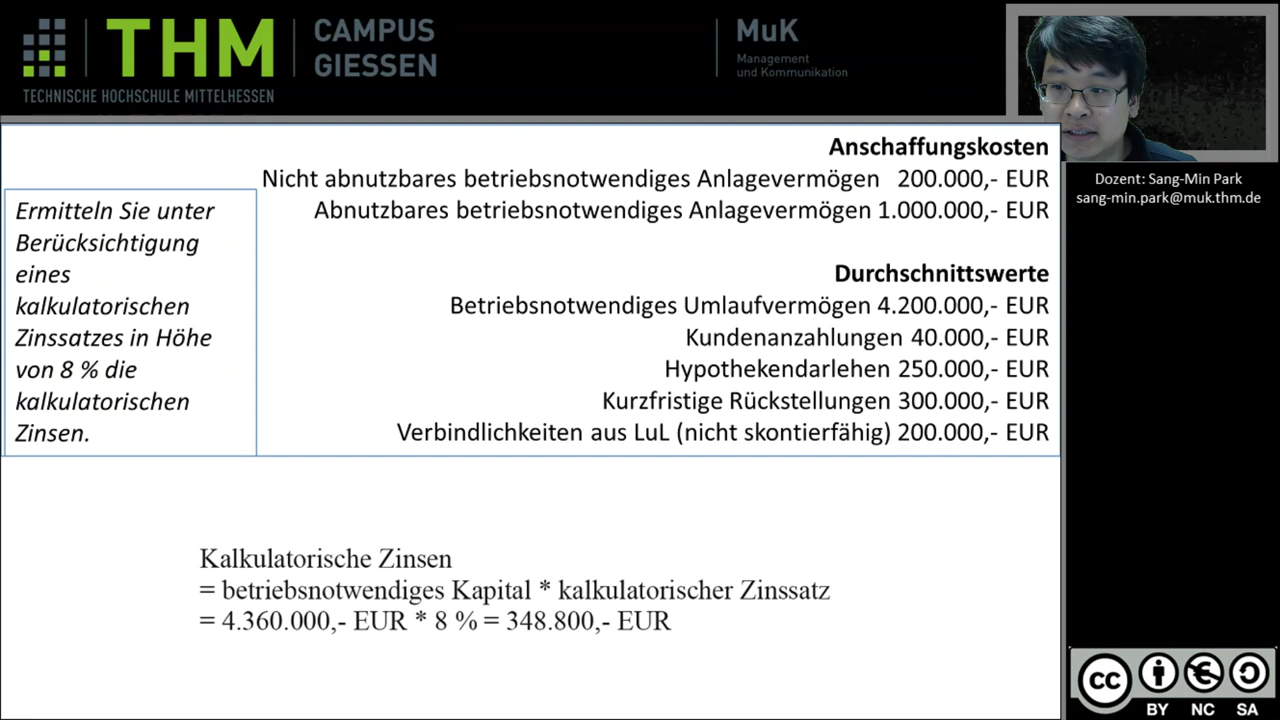 THM
CAMPUS
GIESSEN
TECHNISCHE HOCHSCHULE MITTELHESSEN
MuK
Management
und Kommunikation
Anschaffungskosten
Nicht abnutzbares betriebsnotwendiges Anlagevermögen 200.000,- EUR
Abnutzbares betriebsnotwendiges Anlagevermögen 1.000.000,- EUR
Durchschnittswerte
Betriebsnotwendiges Umlaufvermögen 4.200.000,- EUR
Kundenanzahlungen 40.000,- EUR
Hypothekendarlehen 250.000,- EUR
Kurzfristige Rückstellungen 300.000,- EUR
Verbindlichkeiten aus LuL (nicht skontierfähig) 200.000,- EUR
Ermitteln Sie unter
Berücksichtigung
eines
kalkulatorischen
Zinssatzes in Höhe
von 8 % die
kalkulatorischen
Zinsen.
Kalkulatorische Zinsen
= betriebsnotwendiges Kapital * kalkulatorischer Zinssatz
= 4.360.000,- EUR * 8 % = 348.800,- EUR
Dozent: Sang-Min Park
sang-min.park@muk.thm.de
cc
BY NC SA